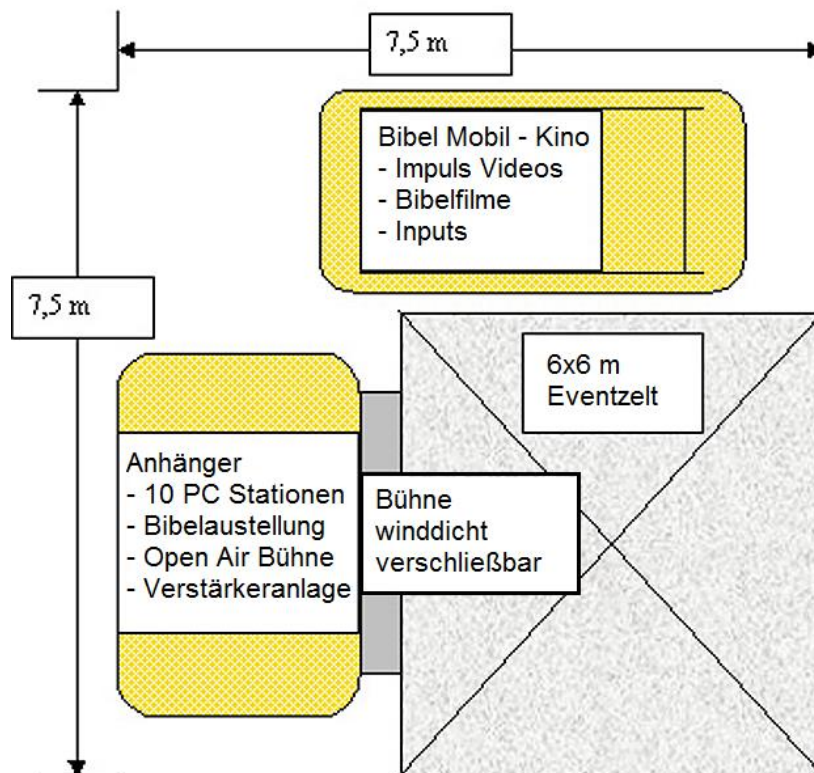 7,5 m
Bibel Mobil - Kino
- Impuls Videos
- Bibelfilme
- Inputs
7,5 m
6x6 m
Eventzelt
Anhänger
- 10 PC Stationen
- Bibelaustellung
- Open Air Bühne
- Verstärkeranlage
Bühne
winddicht
verschließbar